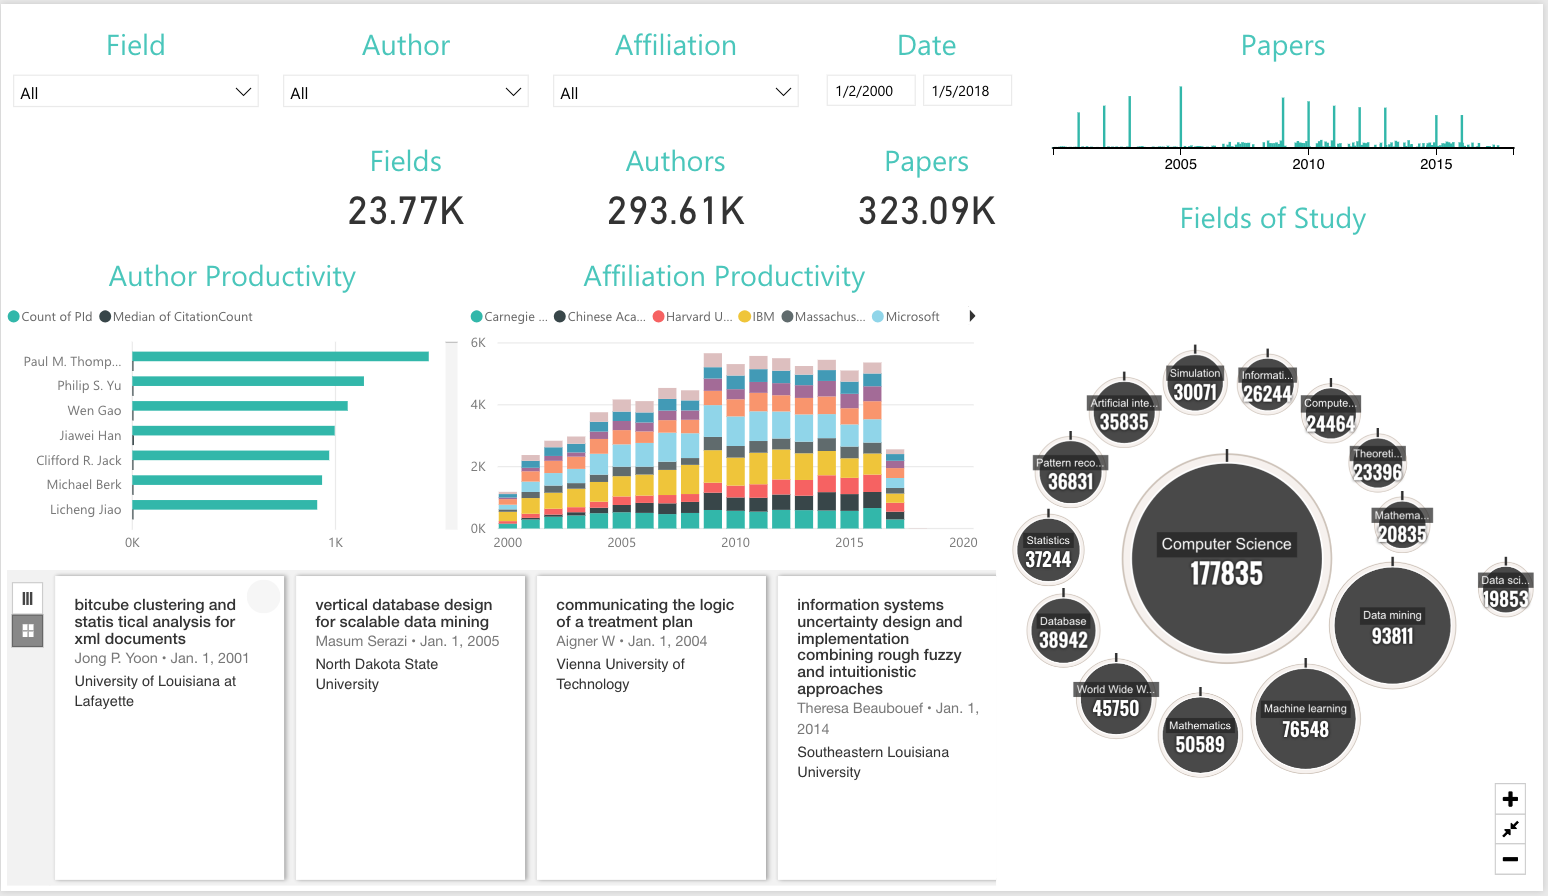 Field
Author
Affiliation
Date
Papers
All
All
All
1/2/2000
1/5/2018
2005
2010
2015
Fields
Authors
Papers
23.77K
293.61K
323.09K
Fields of Study
Author Productivity
Count of PId
Median of CitationCount
Paul M. Thomp...
Philip S. Yu
Wen Gao
Jiawei Han
Clifford R. Jack
Michael Berk
Licheng Jiao
0K
1K
Affiliation Productivity
Carnegie ...
Chinese Aca...
Harvard U...
IBM
Massachus...
Microsoft
6K
4K
2K
0K
2000
2005
2010
2015
2020
Simulation
30071
Informati...
26244
Artificial inte...
35835
Compute...
24464
Pattern reco...
36831
Theoreti...
23396
Mathema...
20835
Statistics
37244
Computer Science
177835
Data sci...
19853
Database
38942
Data mining
93811
World Wide W...
45750
Mathematics
50589
Machine learning
76548
bitcube clustering and
statis tical analysis for
xml documents
Jong P. Yoon • Jan. 1, 2001
University of Louisiana at
Lafayette
vertical database design
for scalable data mining
Masum Serazi • Jan. 1, 2005
North Dakota State
University
communicating the logic
of a treatment plan
Aigner W • Jan. 1, 2004
Vienna University of
Technology
information systems
uncertainty design and
implementation
combining rough fuzzy
and intuitionistic
approaches
Theresa Beaubouef • Jan. 1,
2014
Southeastern Louisiana
University